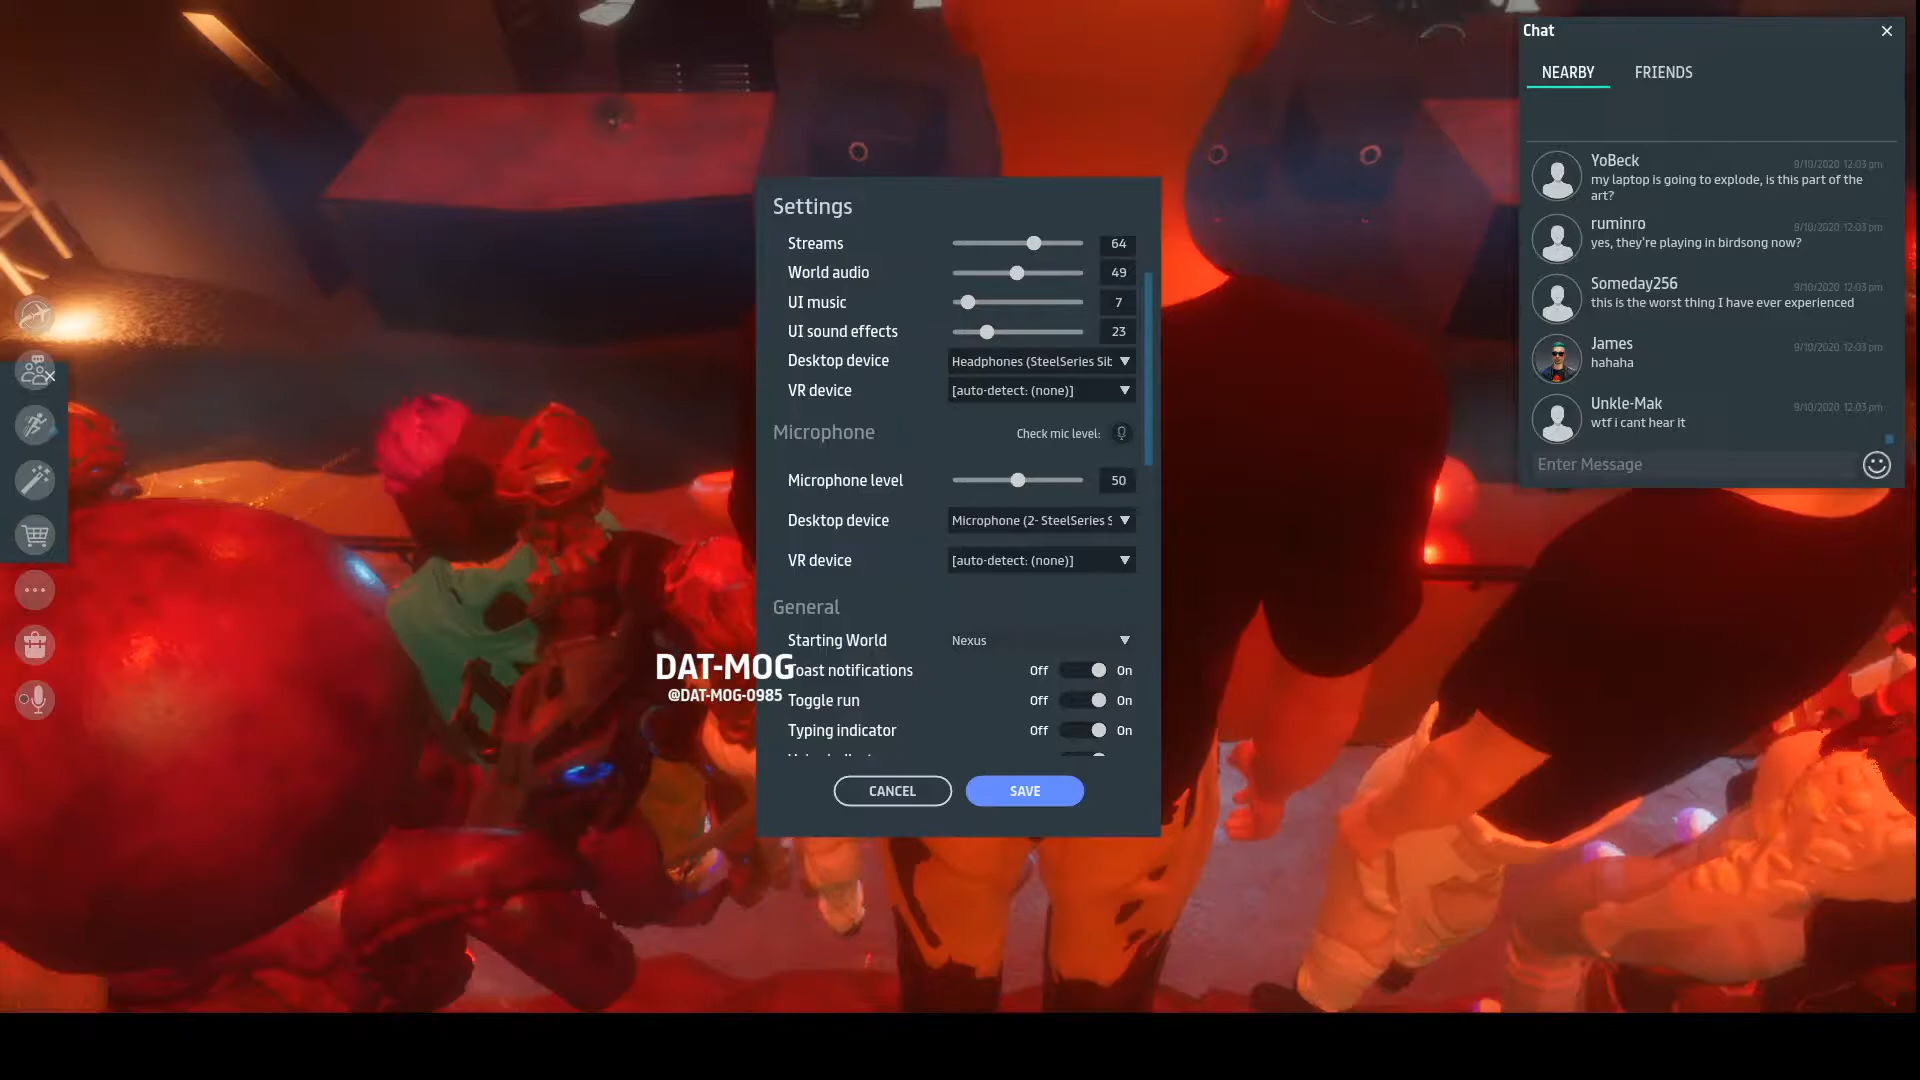 Chat
NEARBY FRIENDS
YoBeck 9/10/2020 12:03 pm
my laptop is going to explode, is this part of the
art?
ruminro 9/10/2020 12:03 pm
yes, they're playing in birdsong now?
Someday256 9/10/2020 12:03 pm
this is the worst thing I have ever experienced
James 9/10/2020 12:03 pm
hahaha
Unkle-Mak 9/10/2020 12:03 pm
wtf i cant hear it
Enter Message
Settings
Streams 64
World audio 49
UI music 7
UI sound effects 23
Desktop device Headphones (SteelSeries Sib
VR device [auto-detect: (none)]
Microphone Check mic level:
Microphone level 50
Desktop device Microphone (2- SteelSeries S
VR device [auto-detect: (none)]
General
Starting World Nexus
Toast notifications Off On
Toggle run Off On
Typing indicator Off On
CANCEL SAVE
DAT-MOG
@DAT-MOG-0985